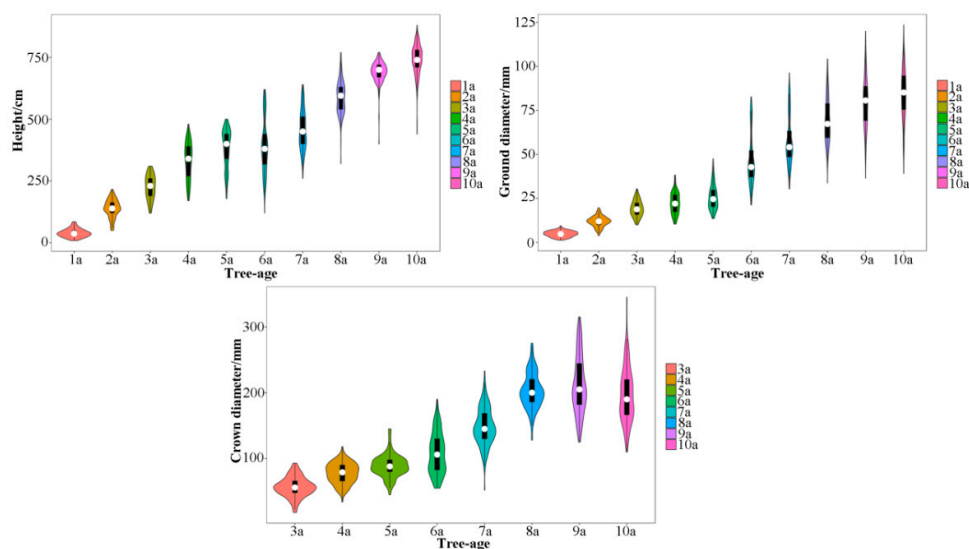 Height/cm
750
500
250
0
1a 2a 3a 4a 5a 6a 7a 8a 9a 10a
Tree-age
1a
2a
3a
4a
5a
6a
7a
8a
9a
10a
Ground diameter/mm
125
100
75
50
25
0
1a 2a 3a 4a 5a 6a 7a 8a 9a 10a
Tree-age
1a
2a
3a
4a
5a
6a
7a
8a
9a
10a
Crown diameter/mm
300
200
100
3a 4a 5a 6a 7a 8a 9a 10a
Tree-age
3a
4a
5a
6a
7a
8a
9a
10a